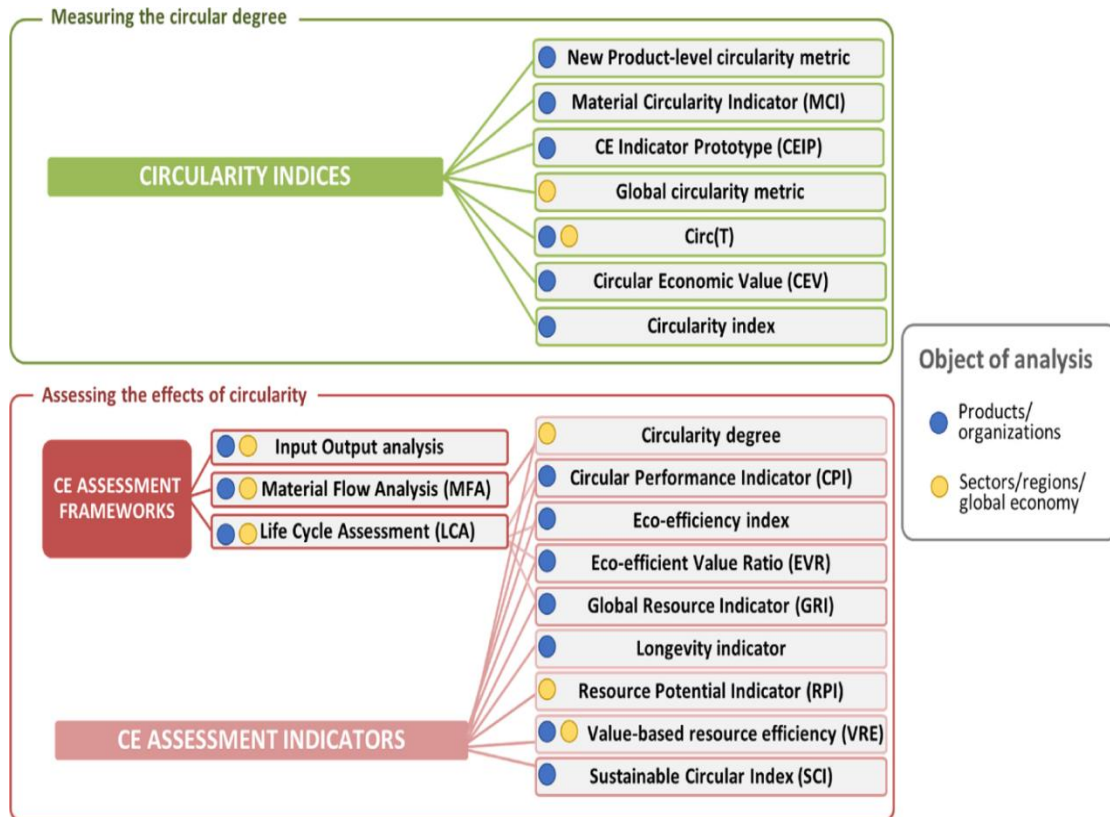 Measuring the circular degree
CIRCULARITY INDICES
New Product-level circularity metric
Material Circularity Indicator (MCI)
CE Indicator Prototype (CEIP)
Global circularity metric
Circ(T)
Circular Economic Value (CEV)
Circularity index
Object of analysis
Products/
organizations
Sectors/regions/
global economy
Assessing the effects of circularity
CE ASSESSMENT
FRAMEWORKS
Input Output analysis
Material Flow Analysis (MFA)
Life Cycle Assessment (LCA)
CE ASSESSMENT INDICATORS
Circularity degree
Circular Performance Indicator (CPI)
Eco-efficiency index
Eco-efficient Value Ratio (EVR)
Global Resource Indicator (GRI)
Longevity indicator
Resource Potential Indicator (RPI)
Value-based resource efficiency (VRE)
Sustainable Circular Index (SCI)